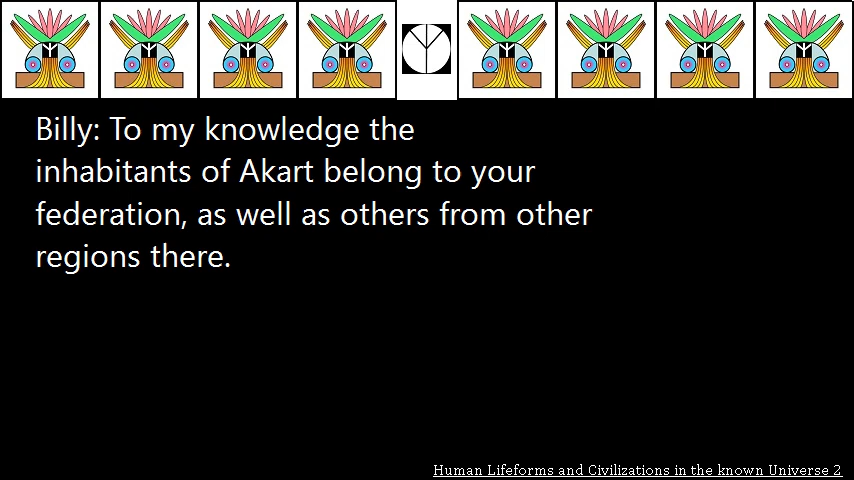 Billy: To my knowledge the
inhabitants of Akart belong to your
federation, as well as others from other
regions there.
Human Lifeforms and Civilizations in the known Universe 2